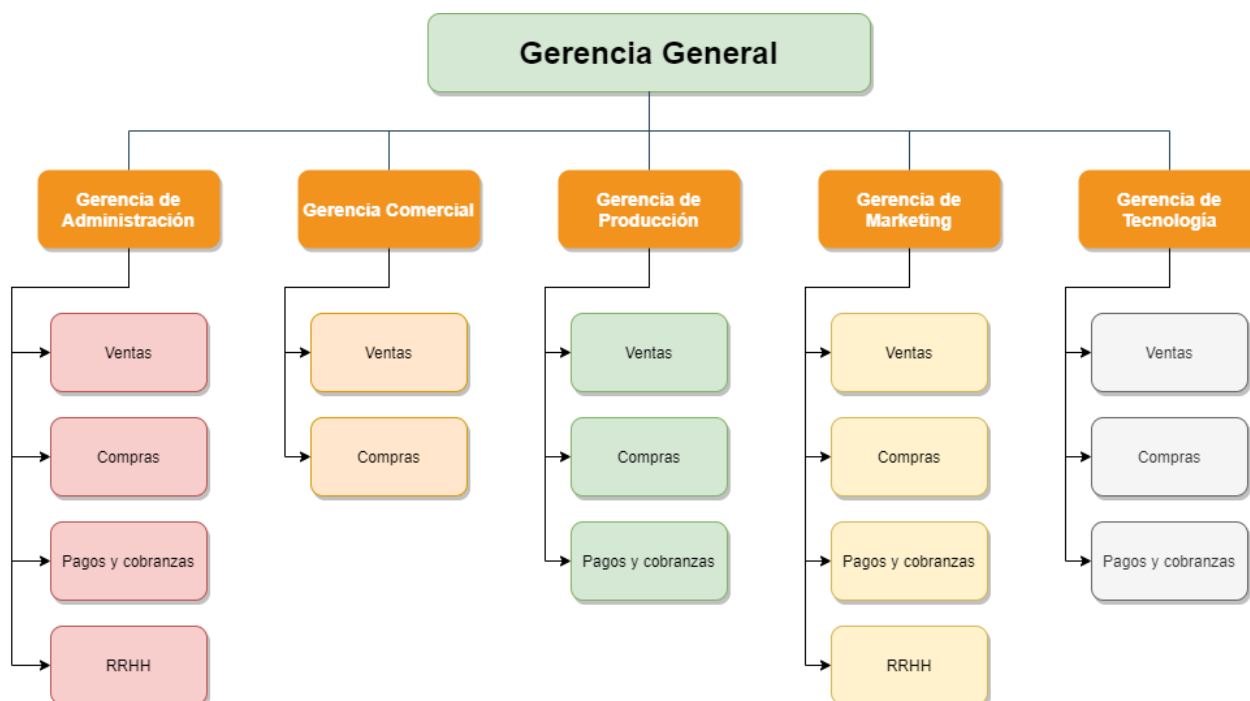 Gerencia General
Gerencia de
Administración
Gerencia Comercial
Gerencia de
Producción
Gerencia de
Marketing
Gerencia de
Tecnología
Ventas
Ventas
Ventas
Ventas
Ventas
Compras
Compras
Compras
Compras
Compras
Pagos y cobranzas
Pagos y cobranzas
Pagos y cobranzas
Pagos y cobranzas
RRHH
RRHH